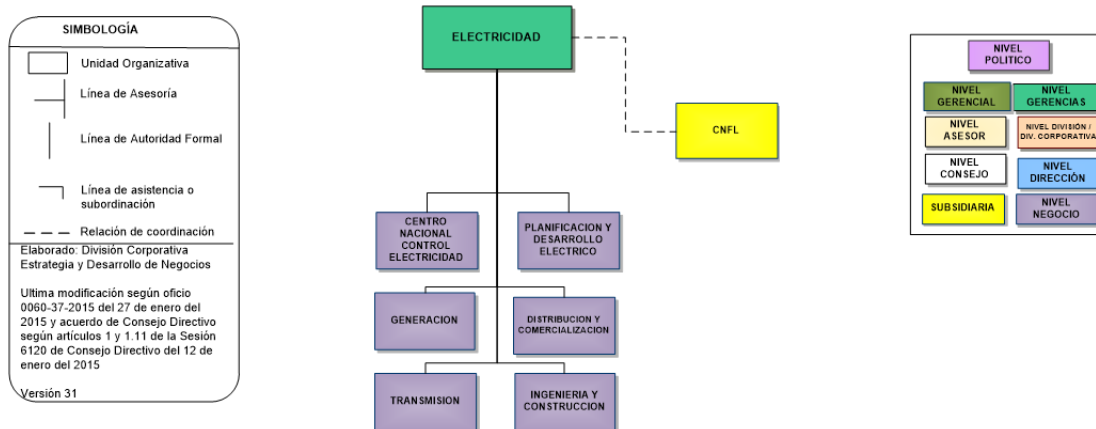 SIMBOLOGÍA
Unidad Organizativa
Línea de Asesoría
Línea de Autoridad Formal
Línea de asistencia o
subordinación
Relación de coordinación
Elaborado: División Corporativa
Estrategia y Desarrollo de Negocios
Ultima modificación según oficio
0060-37-2015 del 27 de enero del
2015 y acuerdo de Consejo Directivo
según artículos 1 y 1.11 de la Sesión
6120 de Consejo Directivo del 12 de
enero del 2015
Versión 31
ELECTRICIDAD
CNFL
CENTRO
NACIONAL
CONTROL
ELECTRICIDAD
PLANIFICACION Y
DESARROLLO
ELECTRICO
GENERACION
DISTRIBUCION Y
COMERCIALIZACION
TRANSMISION
INGENIERIA Y
CONSTRUCCION
NIVEL
POLITICO
NIVEL
GERENCIAL
NIVEL
GERENCIAS
NIVEL
ASESOR
NIVEL DIVISIÓN /
DIV. CORPORATIVA
NIVEL
CONSEJO
NIVEL
DIRECCIÓN
SUBSIDIARIA
NIVEL
NEGOCIO